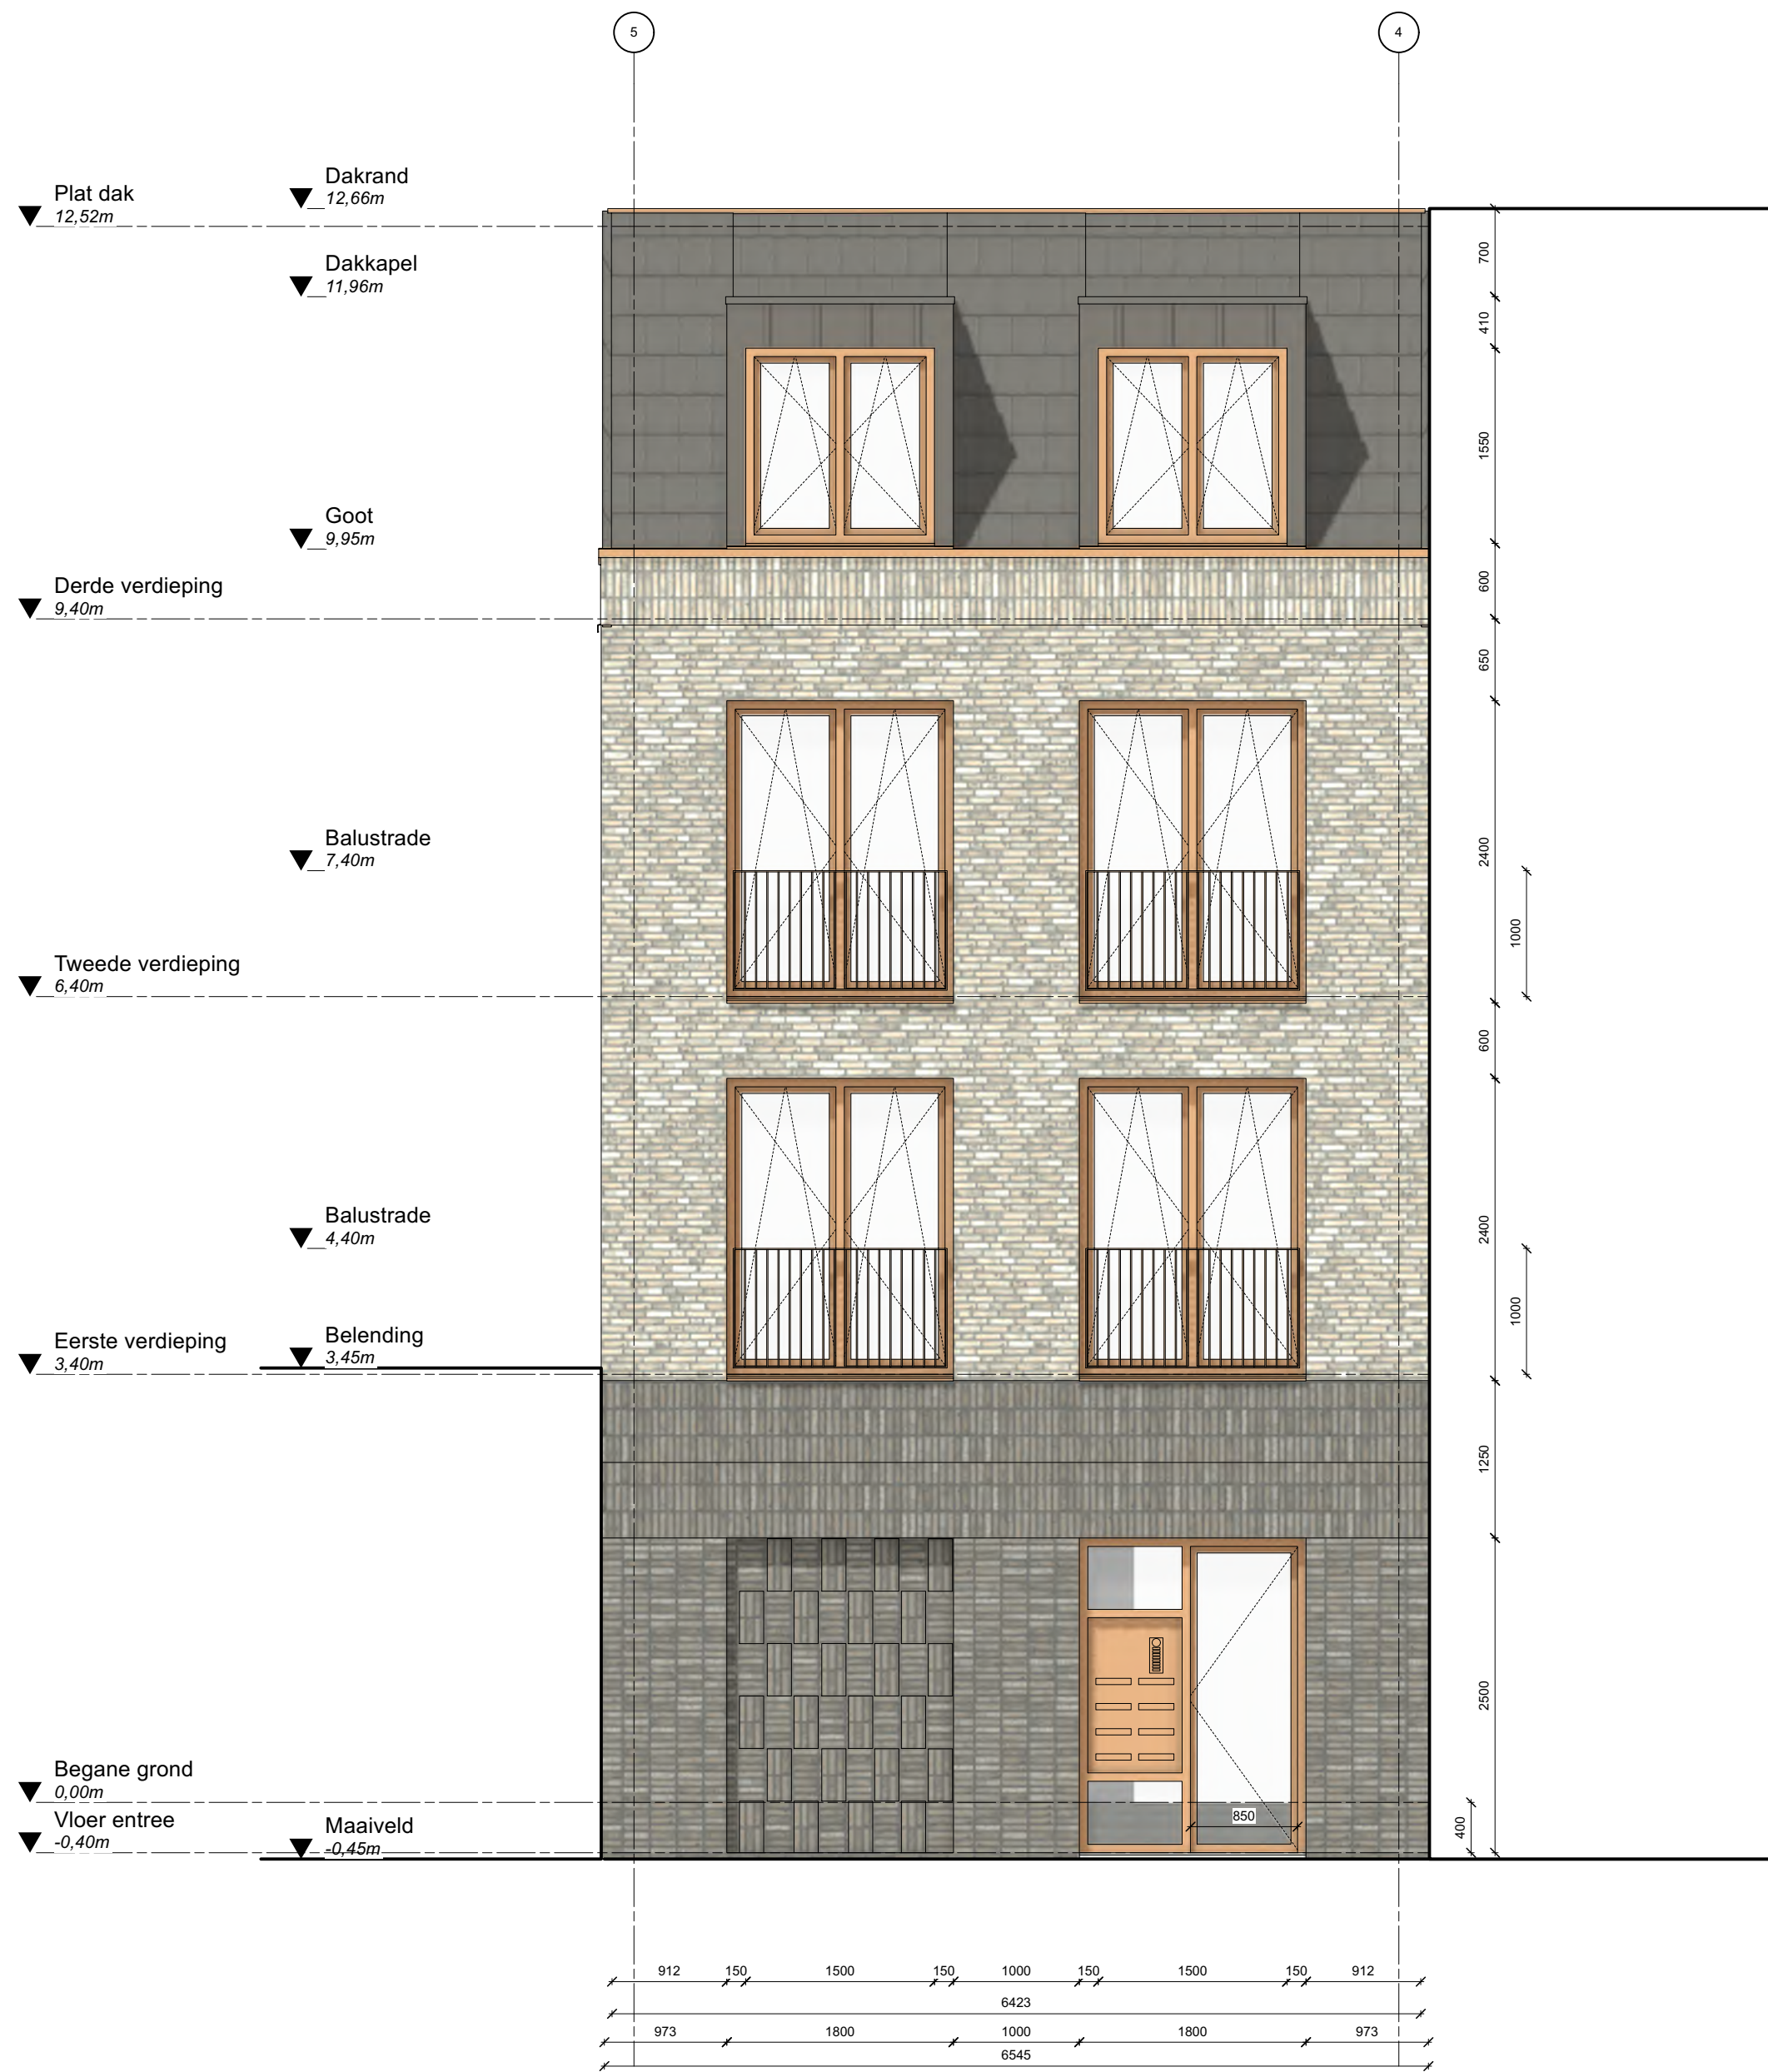 5
4
Plat dak
12,52m
Dakrand
12,66m
Dakkapel
11,96m
700
410
1550
Goot
9,95m
Derde verdieping
9,40m
600
650
Balustrade
7,40m
2400
1000
Tweede verdieping
6,40m
600
Balustrade
4,40m
2400
1000
Eerste verdieping
3,40m
Belending
3,45m
1250
2500
Begane grond
0,00m
Vloer entree
-0,40m
Maaiveld
-0,45m
850
400
912 150 1500 150 1000 150 1500 150 912
6423
973 1800 1000 1800 973
6545